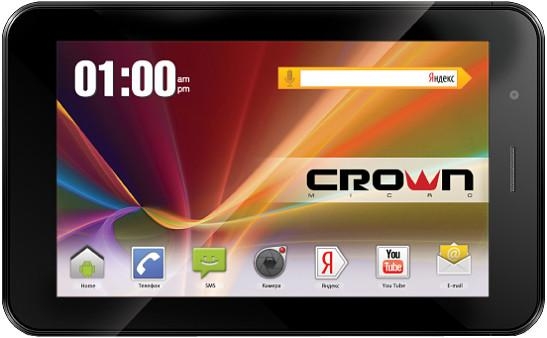 01:00 am pm
Яндекс
CROWN
MICRO
Home
Телефон
SMS
Камера
Я
Яндекс
You
Tube
You Tube
@
E-mail